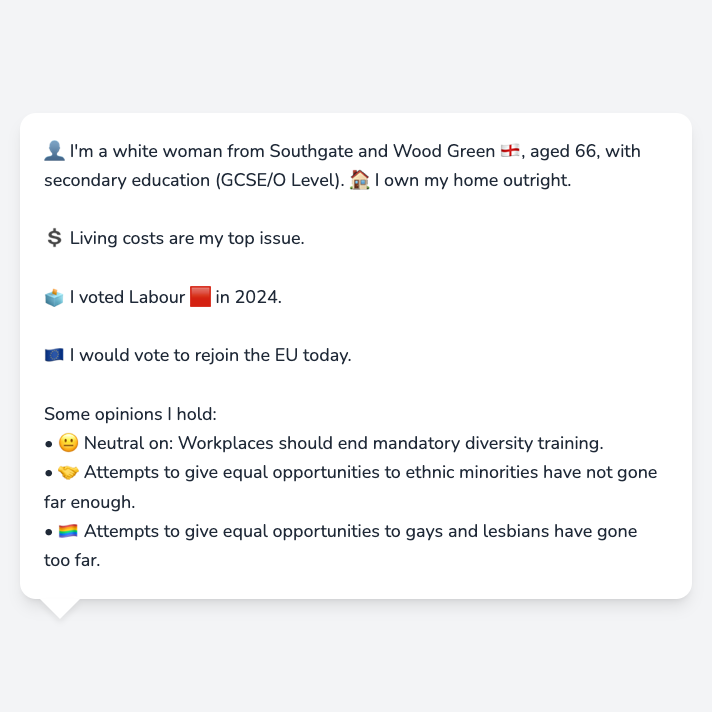 👤 I'm a white woman from Southgate and Wood Green 🏴󠁧󠁢󠁥󠁮󠁧󠁿, aged 66, with
secondary education (GCSE/O Level). 🏠 I own my home outright.
💲 Living costs are my top issue.
🗳️ I voted Labour 🟥 in 2024.
🇪🇺 I would vote to rejoin the EU today.
Some opinions I hold:
• 😐 Neutral on: Workplaces should end mandatory diversity training.
• 🤝 Attempts to give equal opportunities to ethnic minorities have not gone
far enough.
• 🏳️‍🌈 Attempts to give equal opportunities to gays and lesbians have gone
too far.